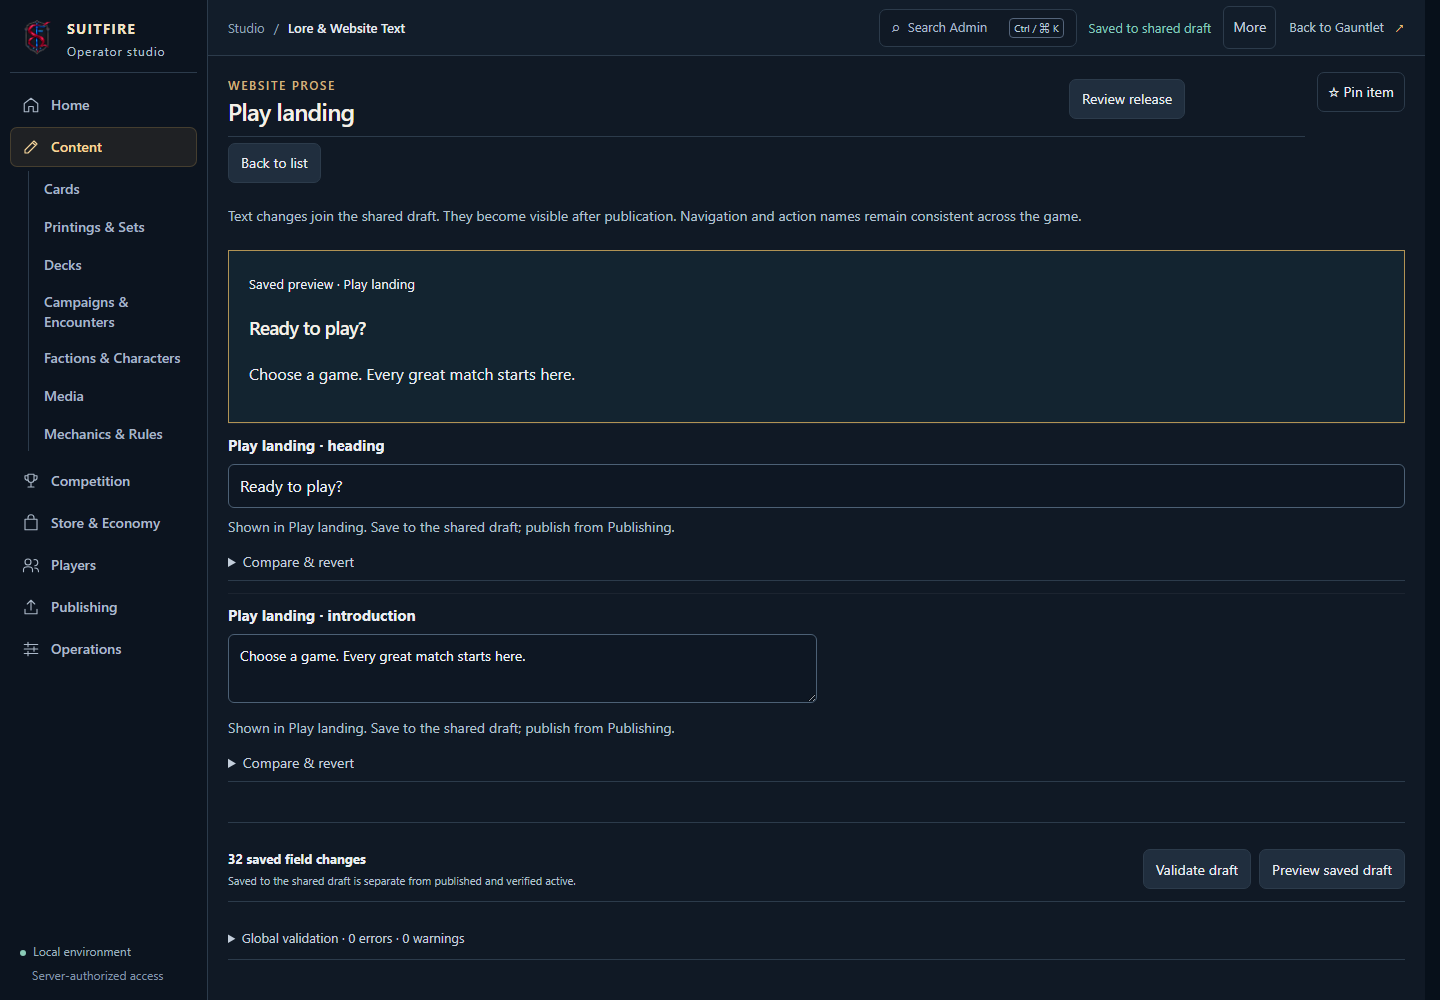 SUITFIRE
Operator studio
Home
Content
Cards
Printings & Sets
Decks
Campaigns &
Encounters
Factions & Characters
Media
Mechanics & Rules
Competition
Store & Economy
Players
Publishing
Operations
Local environment
Server-authorized access
Studio / Lore & Website Text
Search Admin Ctrl / ⌘ K
Saved to shared draft
More
Back to Gauntlet ↗
WEBSITE PROSE
Play landing
Review release
☆ Pin item
Back to list
Text changes join the shared draft. They become visible after publication. Navigation and action names remain consistent across the game.
Saved preview · Play landing
Ready to play?
Choose a game. Every great match starts here.
Play landing · heading
Ready to play?
Shown in Play landing. Save to the shared draft; publish from Publishing.
▶ Compare & revert
Play landing · introduction
Choose a game. Every great match starts here.
Shown in Play landing. Save to the shared draft; publish from Publishing.
▶ Compare & revert
32 saved field changes
Saved to the shared draft is separate from published and verified active.
Validate draft
Preview saved draft
▶ Global validation · 0 errors · 0 warnings